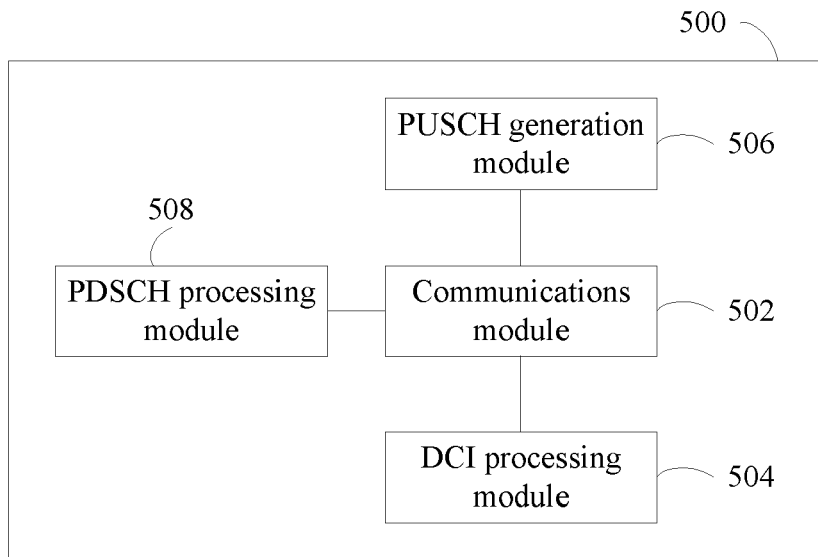 500
PUSCH generation
module
506
508
PDSCH processing
module
Communications
module
502
DCI processing
module
504